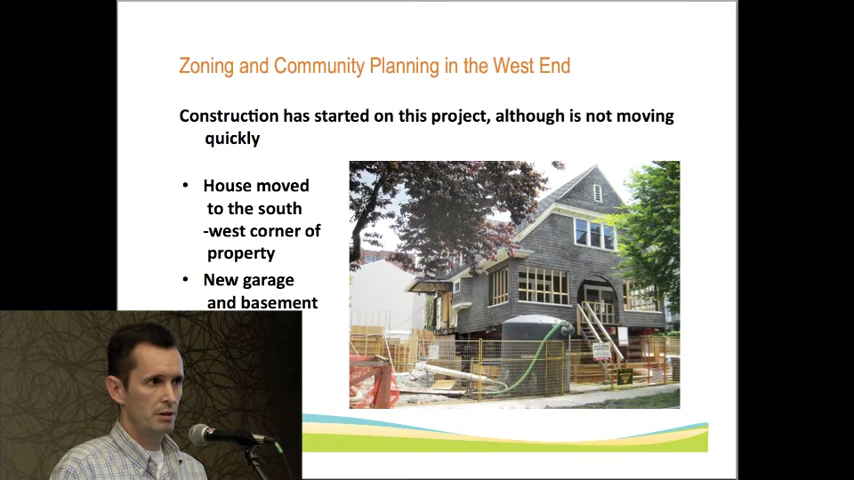 Zoning and Community Planning in the West End
Construction has started on this project, although is not moving
quickly
• House moved
to the south
-west corner of
property
• New garage
and basement